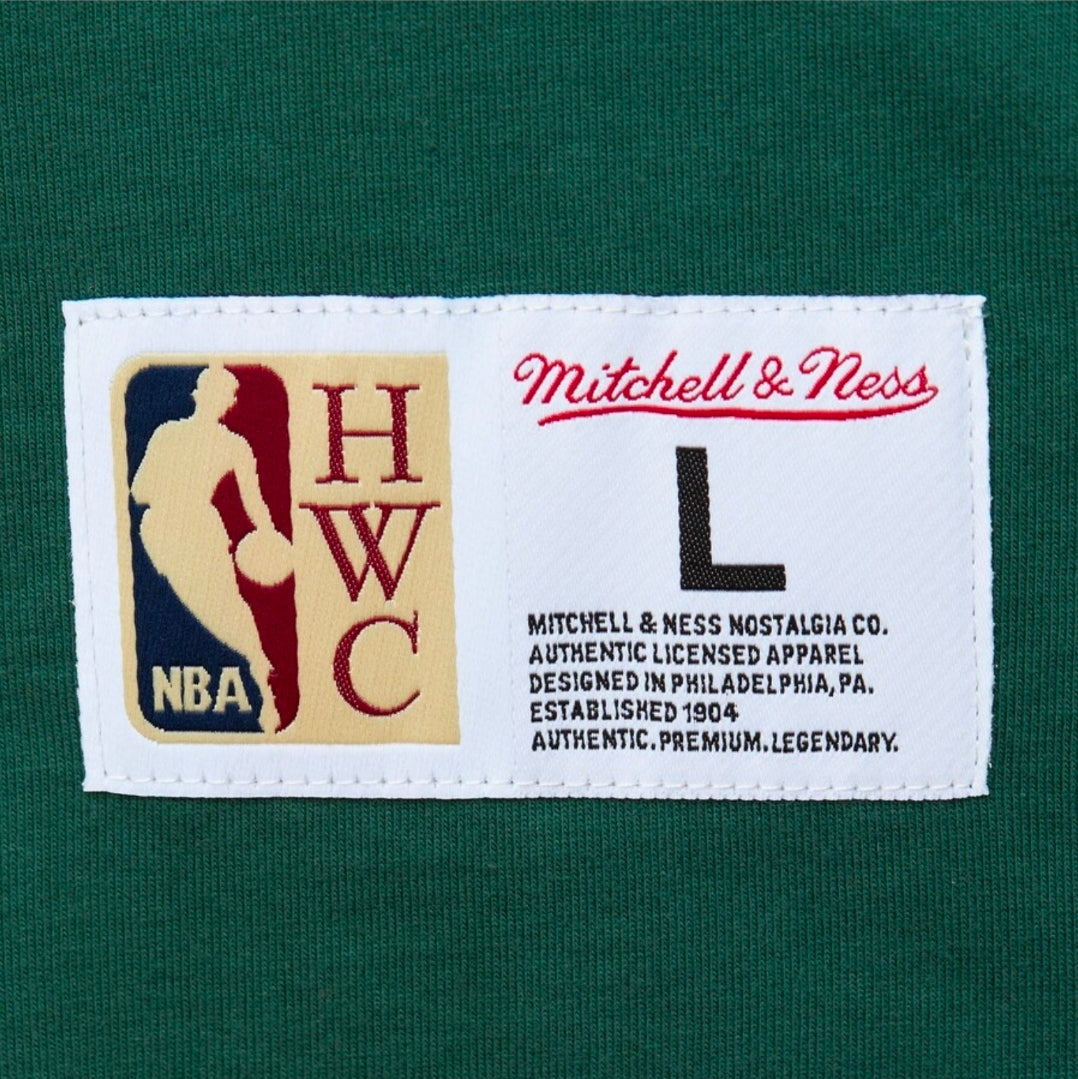 NBA
H
W
C
Mitchell & Ness
L
MITCHELL & NESS NOSTALGIA CO.
AUTHENTIC LICENSED APPAREL
DESIGNED IN PHILADELPHIA, PA.
ESTABLISHED 1904
AUTHENTIC. PREMIUM. LEGENDARY.